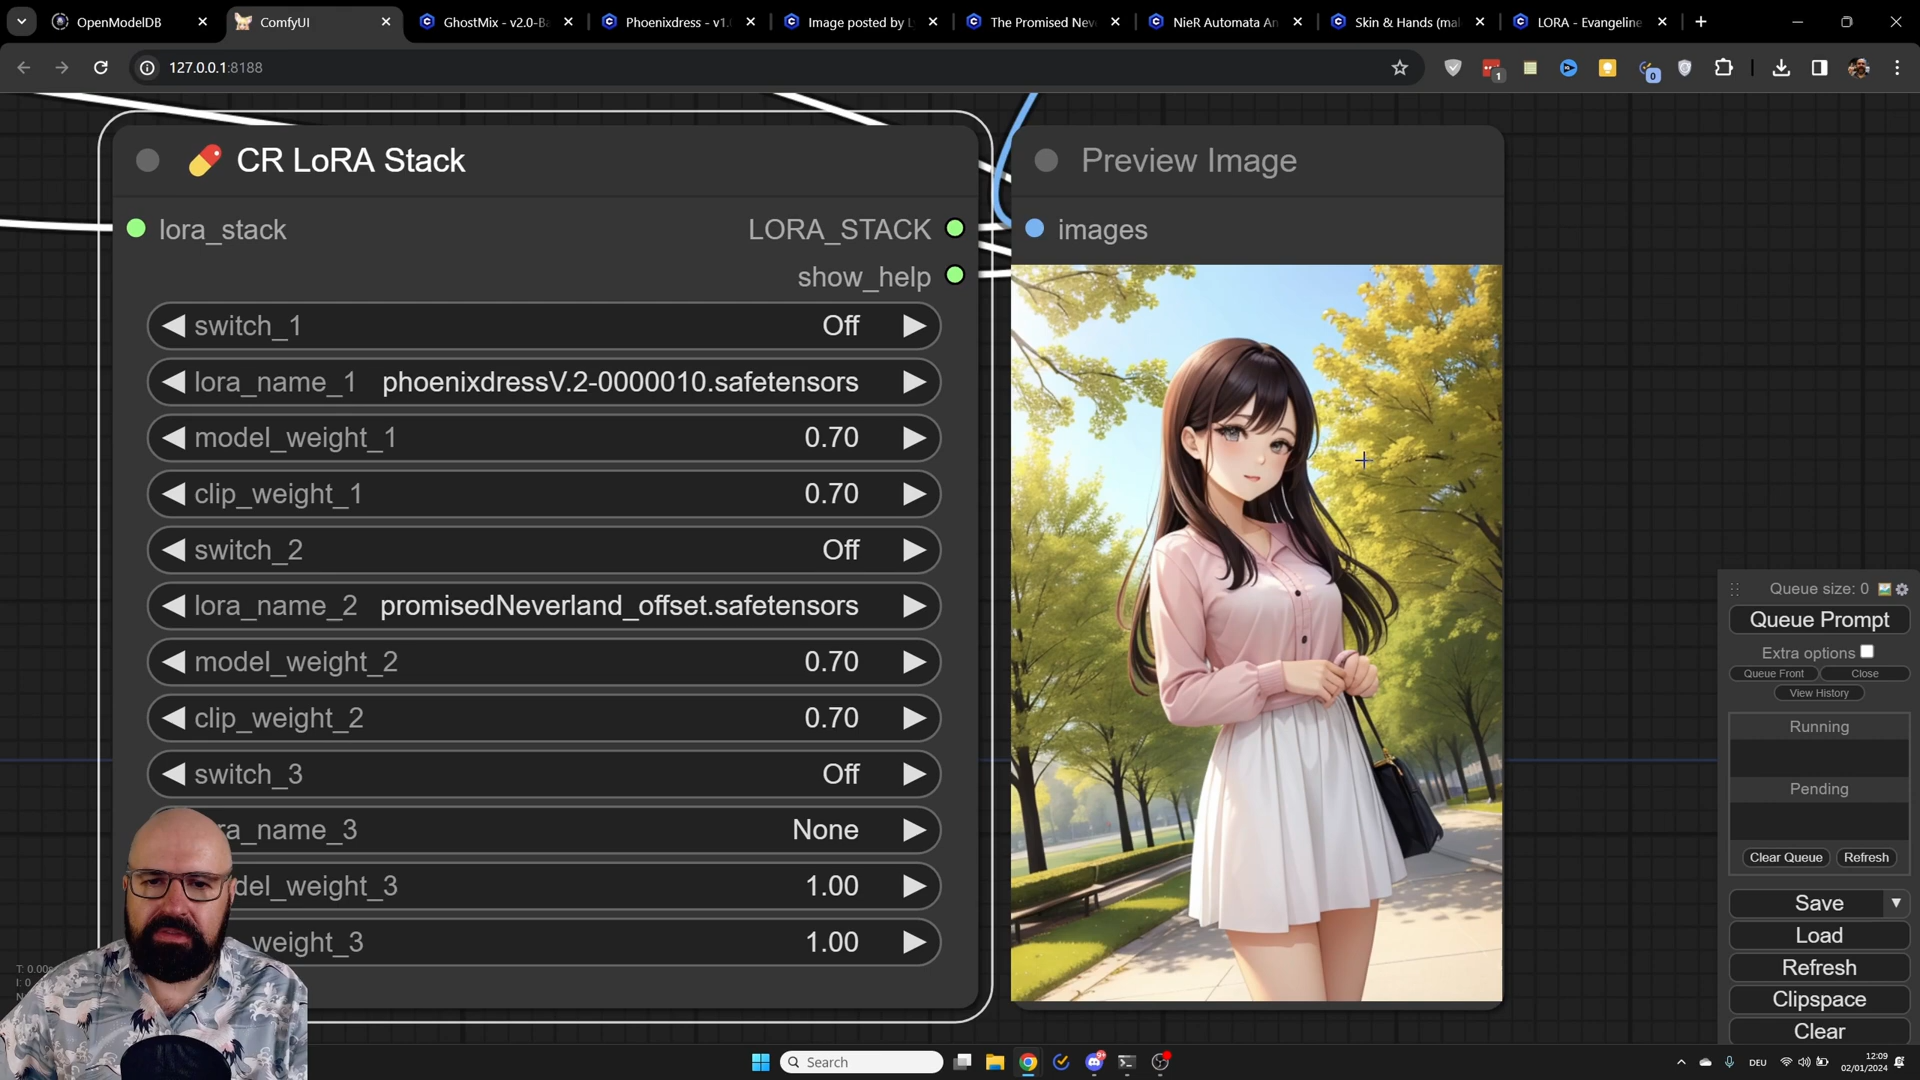 OpenModelDB
ComfyUI
GhostMix - v2.0-Ba
Phoenixdress - v1.
Image posted by
The Promised Nev
NieR Automata An
Skin & Hands (mal
LORA - Evangeline
127.0.0.1:8188
1
0
CR LoRA Stack
lora_stack
LORA_STACK
show_help
switch_1 Off
lora_name_1 phoenixdressV.2-0000010.safetensors
model_weight_1 0.70
clip_weight_1 0.70
switch_2 Off
lora_name_2 promisedNeverland_offset.safetensors
model_weight_2 0.70
clip_weight_2 0.70
switch_3 Off
ra_name_3 None
del_weight_3 1.00
weight_3 1.00
Preview Image
images
Queue size: 0
Queue Prompt
Extra options
Queue Front Close
View History
Running
Pending
Clear Queue Refresh
Save
Load
Refresh
Clipspace
Clear
Search
DEU
12:09
02/01/2024